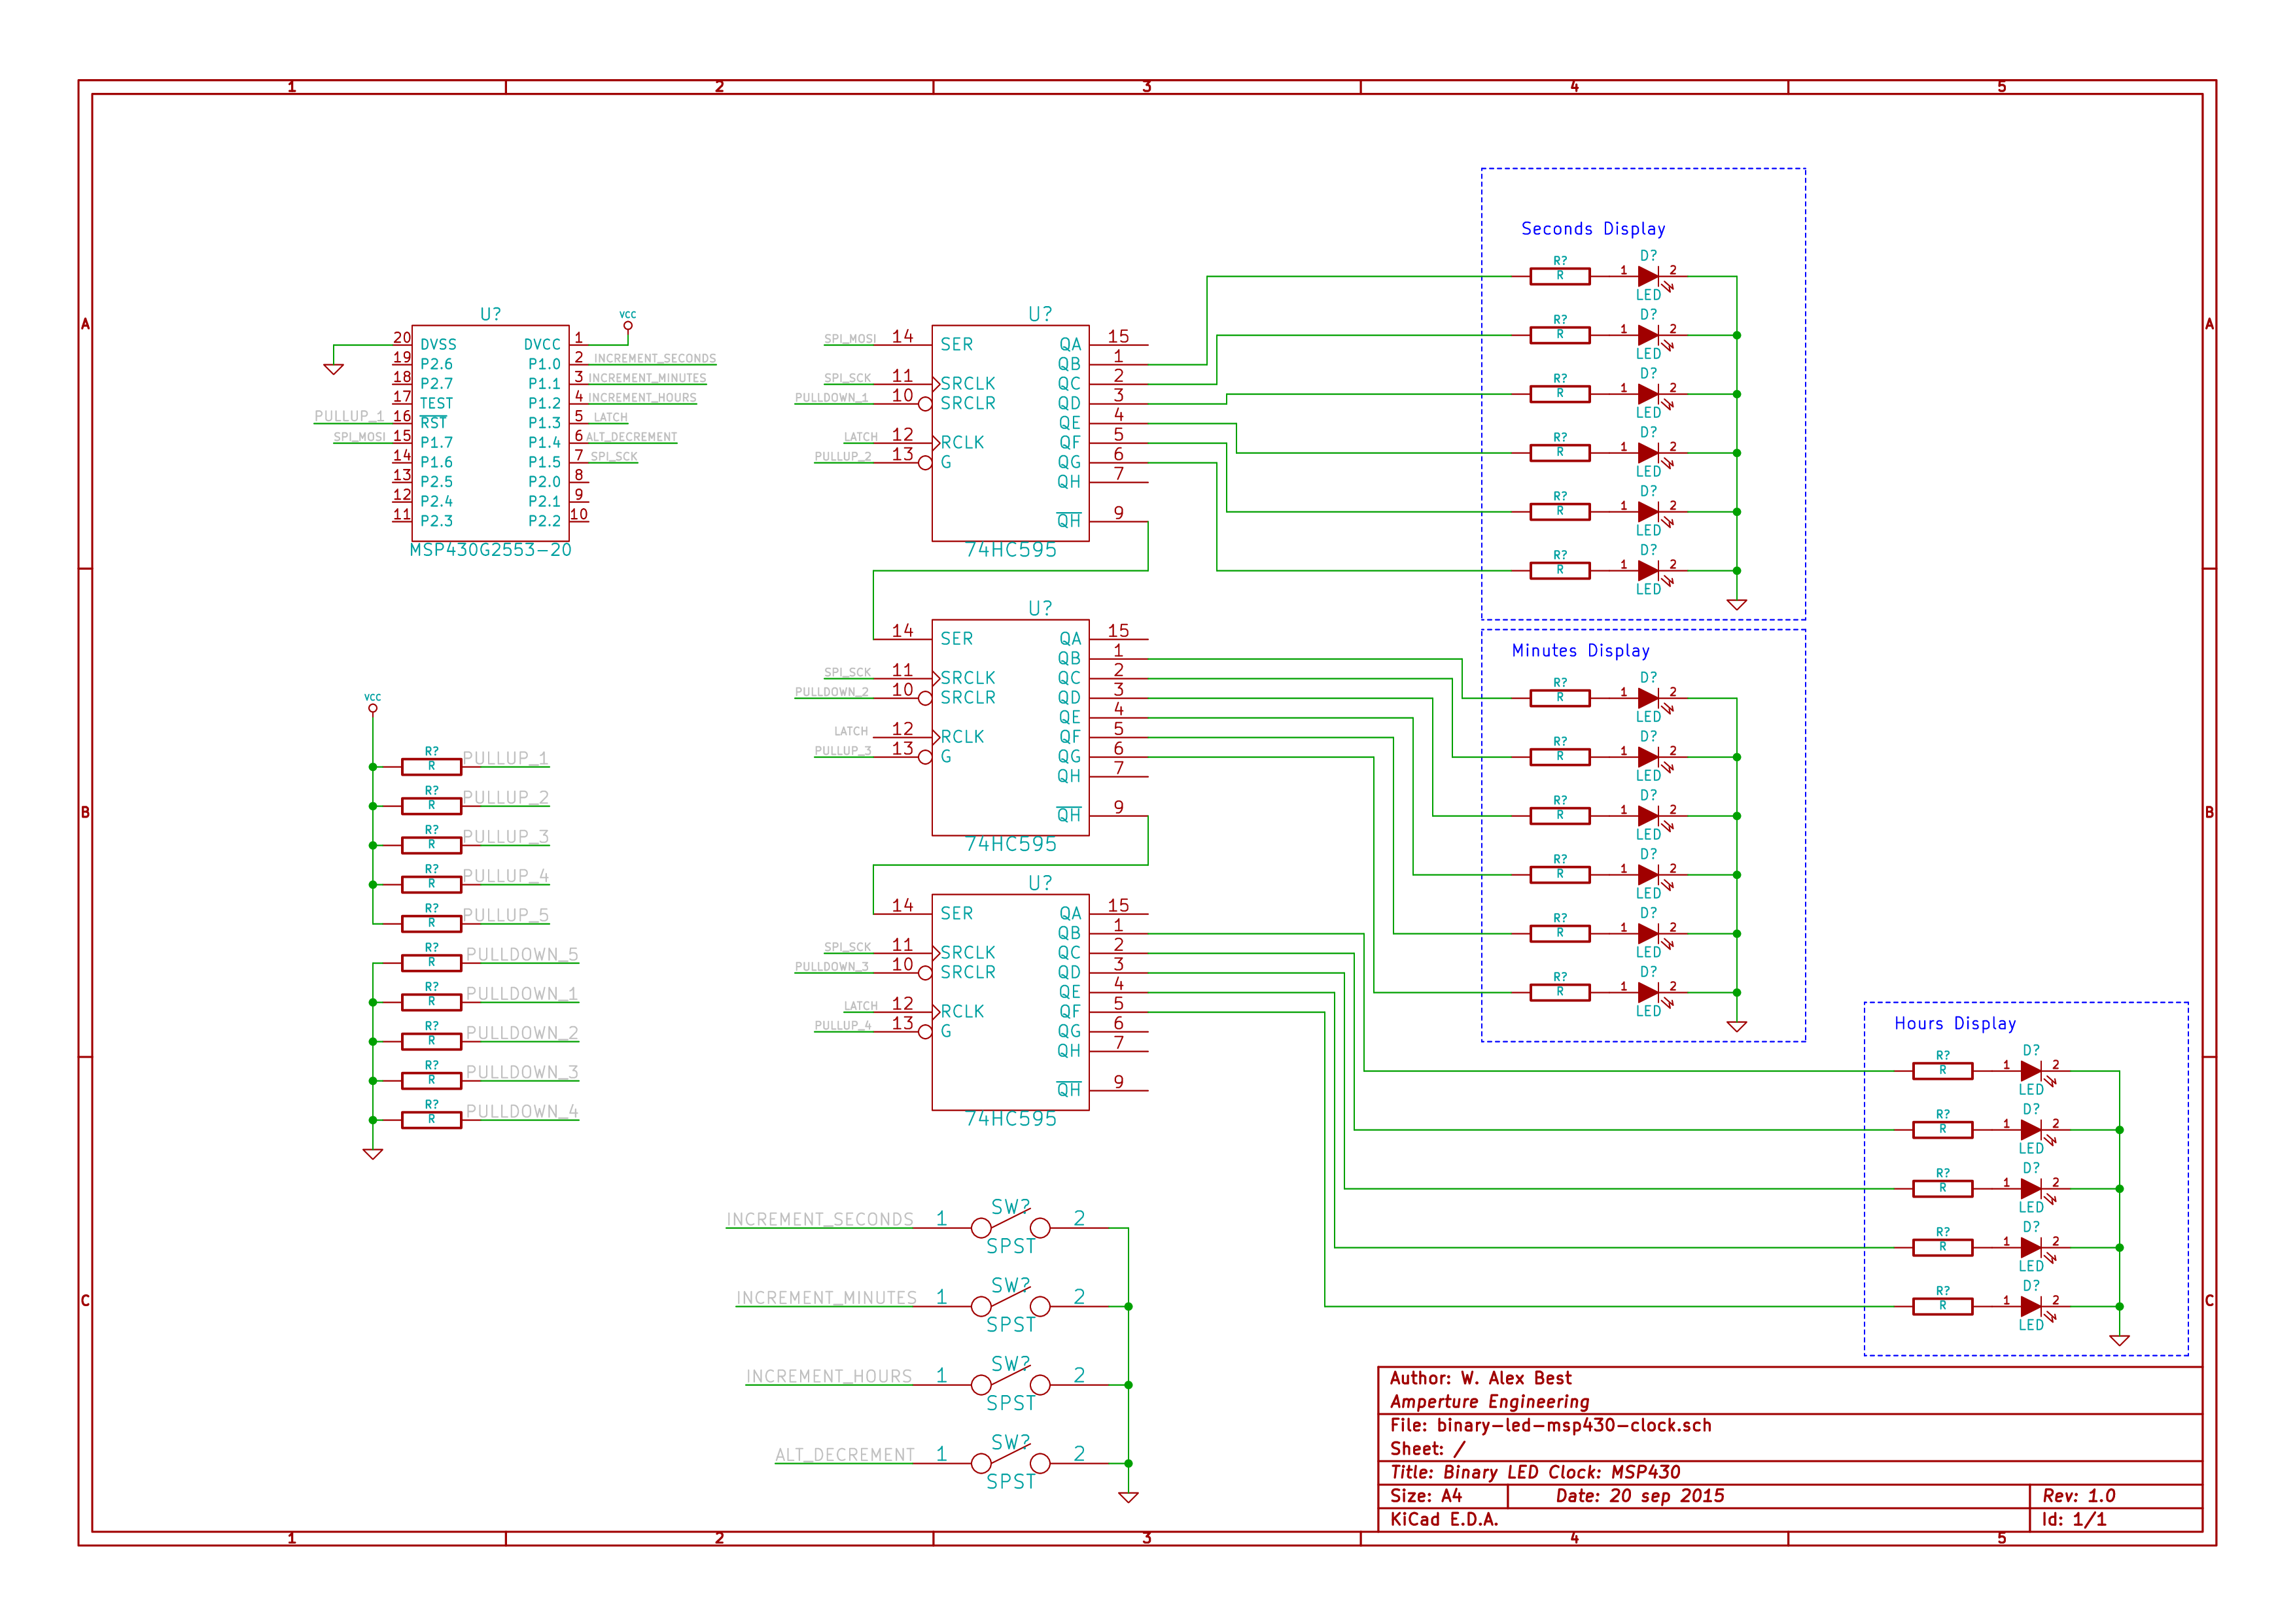 1 2 3 4 5
A
B
C
U?
MSP430G2553-20
VCC
20 DVSS DVCC 1
19 P2.6 P1.0 2 INCREMENT_SECONDS
18 P2.7 P1.1 3 INCREMENT_MINUTES
17 TEST P1.2 4 INCREMENT_HOURS
PULLUP_1 16 RST P1.3 5 LATCH
SPI_MOSI 15 P1.7 P1.4 6 ALT_DECREMENT
14 P1.6 P1.5 7 SPI_SCK
13 P2.5 P2.0 8
12 P2.4 P2.1 9
11 P2.3 P2.2 10
VCC
R? R PULLUP_1
R? R PULLUP_2
R? R PULLUP_3
R? R PULLUP_4
R? R PULLUP_5
R? R PULLDOWN_5
R? R PULLDOWN_1
R? R PULLDOWN_2
R? R PULLDOWN_3
R? R PULLDOWN_4
U?
SPI_MOSI 14 SER QA 15
QB 1
SPI_SCK 11 SRCLK QC 2
PULLDOWN_1 10 SRCLR QD 3
QE 4
LATCH 12 RCLK QF 5
PULLUP_2 13 G QG 6
QH 7
QH 9
74HC595
U?
14 SER QA 15
QB 1
SPI_SCK 11 SRCLK QC 2
PULLDOWN_2 10 SRCLR QD 3
QE 4
LATCH 12 RCLK QF 5
PULLUP_3 13 G QG 6
QH 7
QH 9
74HC595
U?
14 SER QA 15
QB 1
SPI_SCK 11 SRCLK QC 2
PULLDOWN_3 10 SRCLR QD 3
QE 4
LATCH 12 RCLK QF 5
PULLUP_4 13 G QG 6
QH 7
QH 9
74HC595
INCREMENT_SECONDS 1 SW? 2
SPST
INCREMENT_MINUTES 1 SW? 2
SPST
INCREMENT_HOURS 1 SW? 2
SPST
ALT_DECREMENT 1 SW? 2
SPST
Seconds Display
R? D?
R 1 2
LED
R? D?
R 1 2
LED
R? D?
R 1 2
LED
R? D?
R 1 2
LED
R? D?
R 1 2
LED
R? D?
R 1 2
LED
Minutes Display
R? D?
R 1 2
LED
R? D?
R 1 2
LED
R? D?
R 1 2
LED
R? D?
R 1 2
LED
R? D?
R 1 2
LED
R? D?
R 1 2
LED
Hours Display
R? D?
R 1 2
LED
R? D?
R 1 2
LED
R? D?
R 1 2
LED
R? D?
R 1 2
LED
R? D?
R 1 2
LED
A
B
C
Author: W. Alex Best
Amperture Engineering
File: binary-led-msp430-clock.sch
Sheet: /
Title: Binary LED Clock: MSP430
Size: A4 Date: 20 sep 2015 Rev: 1.0
KiCad E.D.A. Id: 1/1
1 2 3 4 5